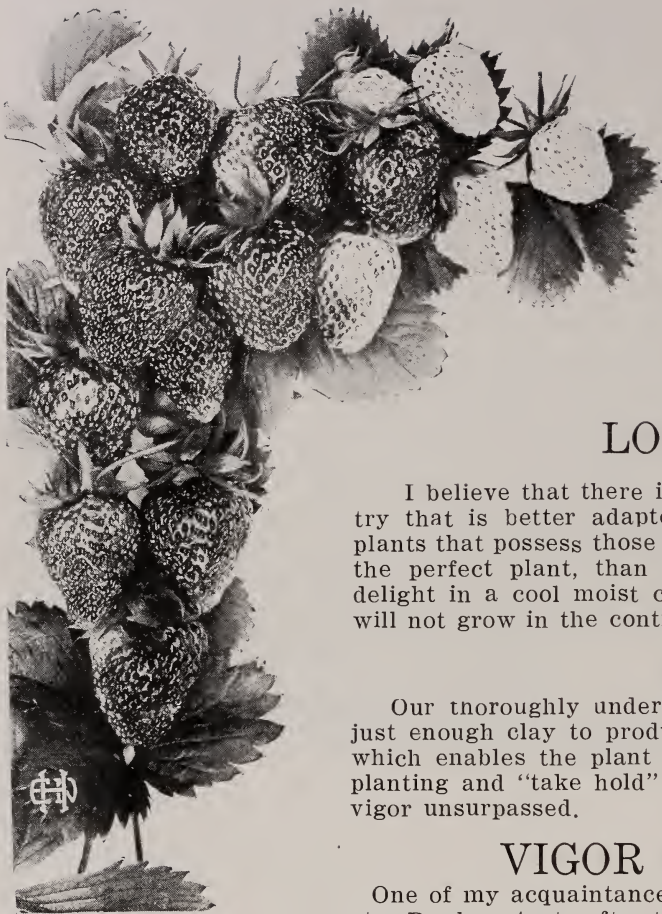 LO
I believe that there i
try that is better adapte
plants that possess those
the perfect plant, than
delight in a cool moist c
will not grow in the cont
Our tnoroughly under
just enough clay to prod
which enables the plant
planting and "take hold"
vigor unsurpassed.
VIGOR
One of my acquaintance